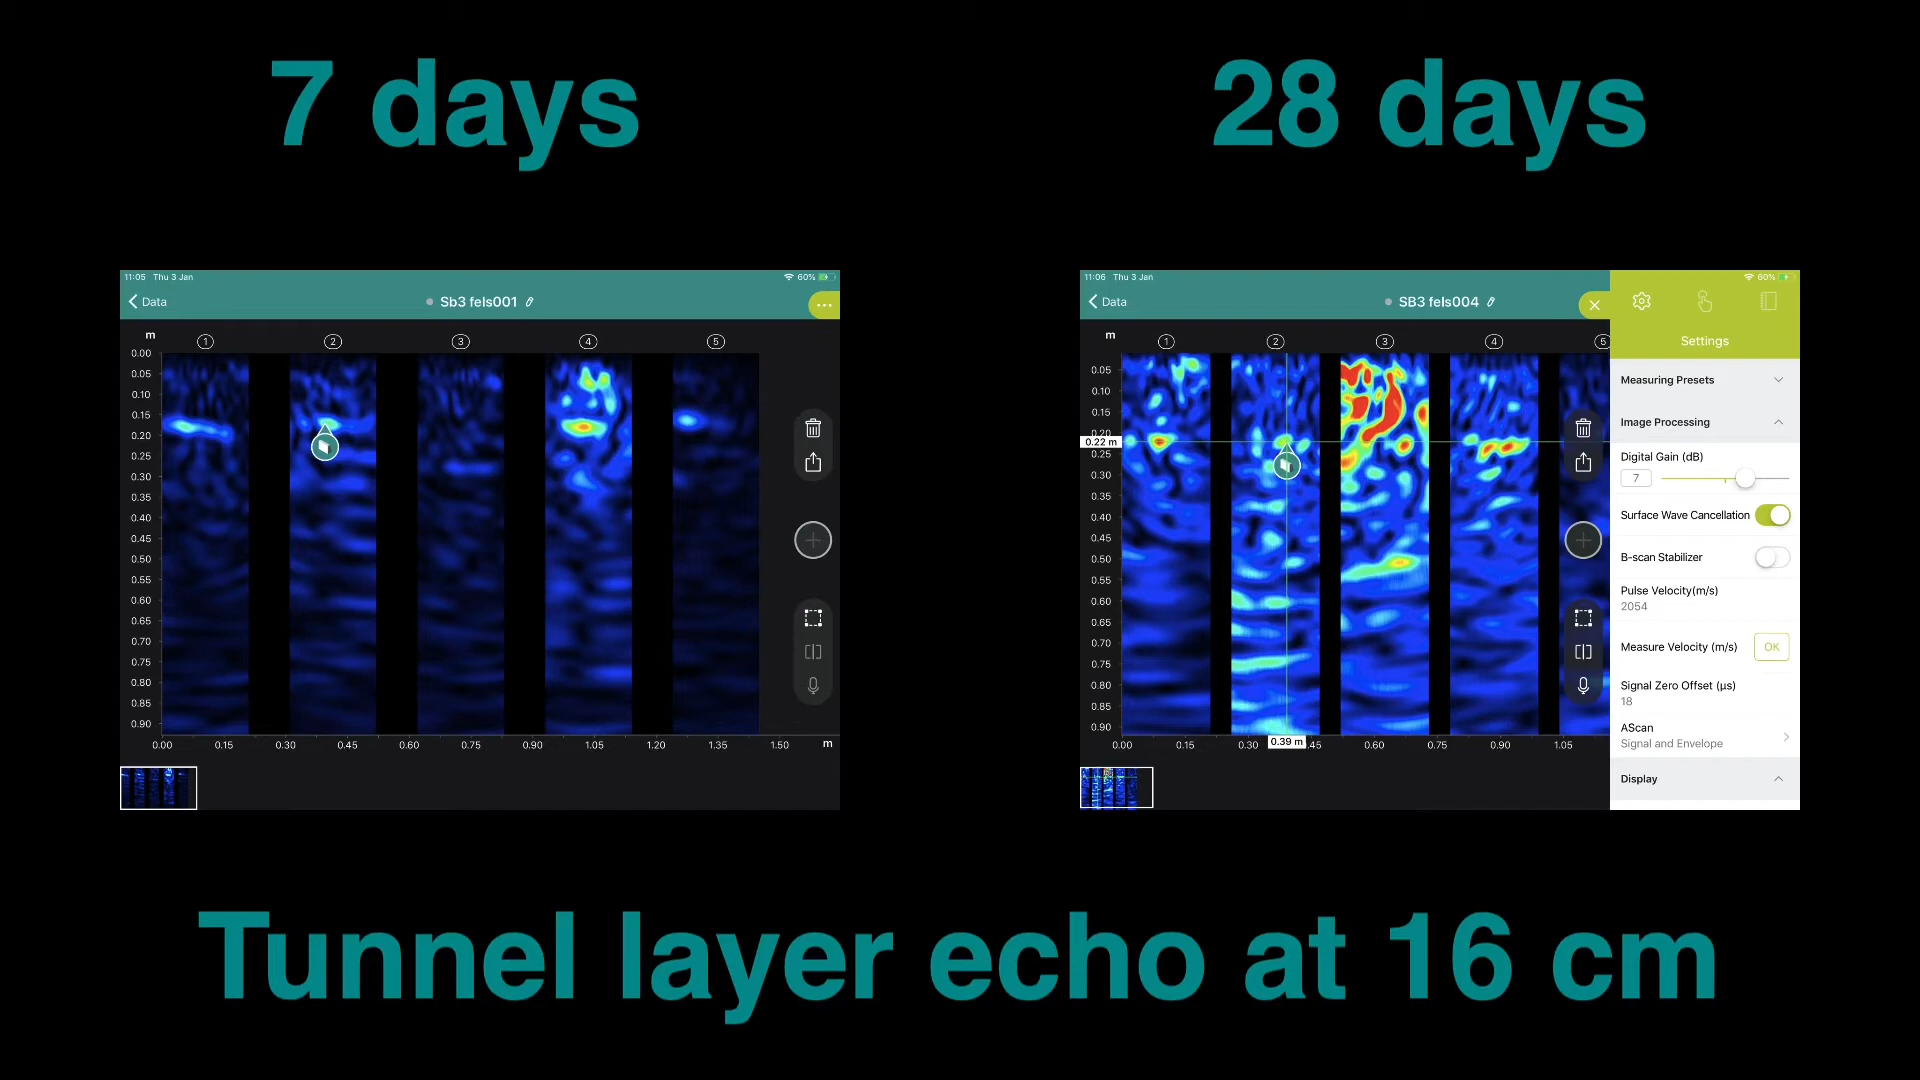 7 days
28 days
11:05 Thu 3 Jan
60%
Data
Sb3 fels001
m
1 2 3 4 5
0.00
0.05
0.10
0.15
0.20
0.25
0.30
0.35
0.40
0.45
0.50
0.55
0.60
0.65
0.70
0.75
0.80
0.85
0.90
0.00 0.15 0.30 0.45 0.60 0.75 0.90 1.05 1.20 1.35 1.50 m
11:06 Thu 3 Jan
60%
Data
SB3 fels004
m
1 2 3 4 5
0.05
0.10
0.15
0.20
0.22 m
0.25
0.30
0.35
0.40
0.45
0.50
0.55
0.60
0.65
0.70
0.75
0.80
0.85
0.90
0.00 0.15 0.30 0.39 m .45 0.60 0.75 0.90 1.05
Settings
Measuring Presets
Image Processing
Digital Gain (dB)
7
Surface Wave Cancellation
B-scan Stabilizer
Pulse Velocity(m/s)
2054
Measure Velocity (m/s) OK
Signal Zero Offset (µs)
18
AScan
Signal and Envelope
Display
Tunnel layer echo at 16 cm